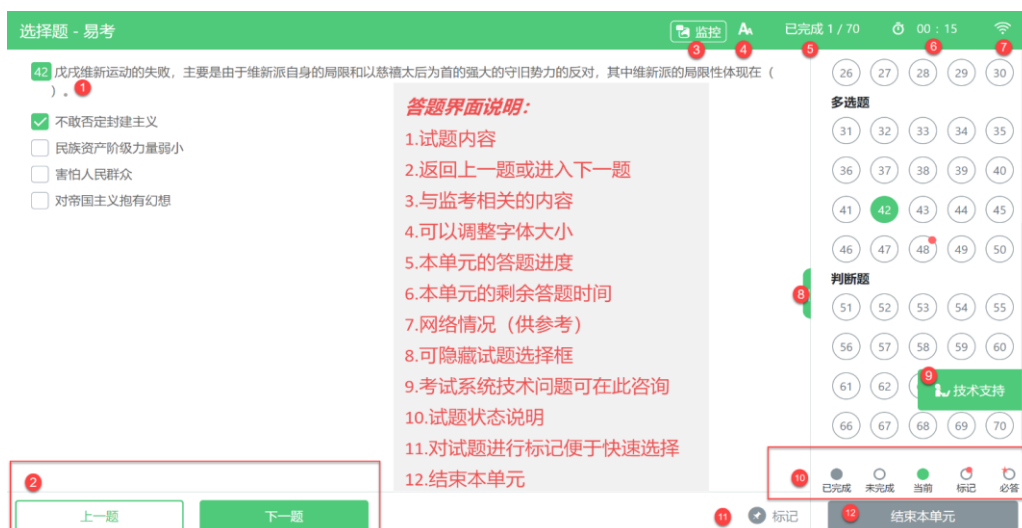 选择题 - 易考
监控
3
AA
4
已完成 1 / 70
5
00 : 15
6
7
42 戊戌维新运动的失败，主要是由于维新派自身的局限和以慈禧太后为首的强大的守旧势力的反对，其中维新派的局限性体现在（
）。 1
不敢否定封建主义
民族资产阶级力量弱小
害怕人民群众
对帝国主义抱有幻想
答题界面说明：
1.试题内容
2.返回上一题或进入下一题
3.与监考相关的内容
4.可以调整字体大小
5.本单元的答题进度
6.本单元的剩余答题时间
7.网络情况（供参考）
8.可隐藏试题选择框
9.考试系统技术问题可在此咨询
10.试题状态说明
11.对试题进行标记便于快速选择
12.结束本单元
26 27 28 29 30
多选题
31 32 33 34 35
36 37 38 39 40
41 42 43 44 45
46 47 48 49 50
判断题
8
51 52 53 54 55
56 57 58 59 60
61 62
9
技术支持
66 67 68 69 70
10
已完成 未完成 当前 标记 必答
2
上一题 下一题
11 标记
12 结束本单元